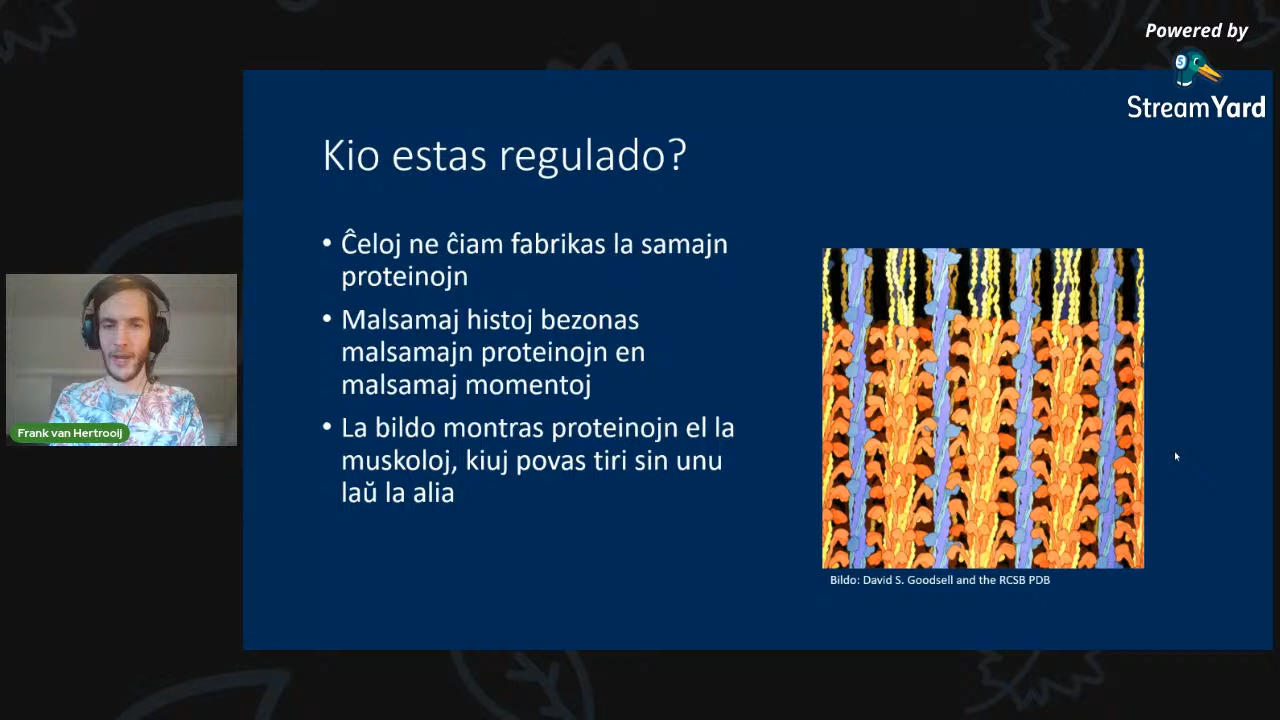 Powered by
StreamYard
Kio estas regulado?
• Ĉeloj ne ĉiam fabrikas la samajn
proteinojn
• Malsamaj histoj bezonas
malsamajn proteinojn en
malsamaj momentoj
• La bildo montras proteinojn el la
muskoloj, kiuj povas tiri sin unu
laŭ la alia
Bildo: David S. Goodsell and the RCSB PDB
Frank van Hertrooij